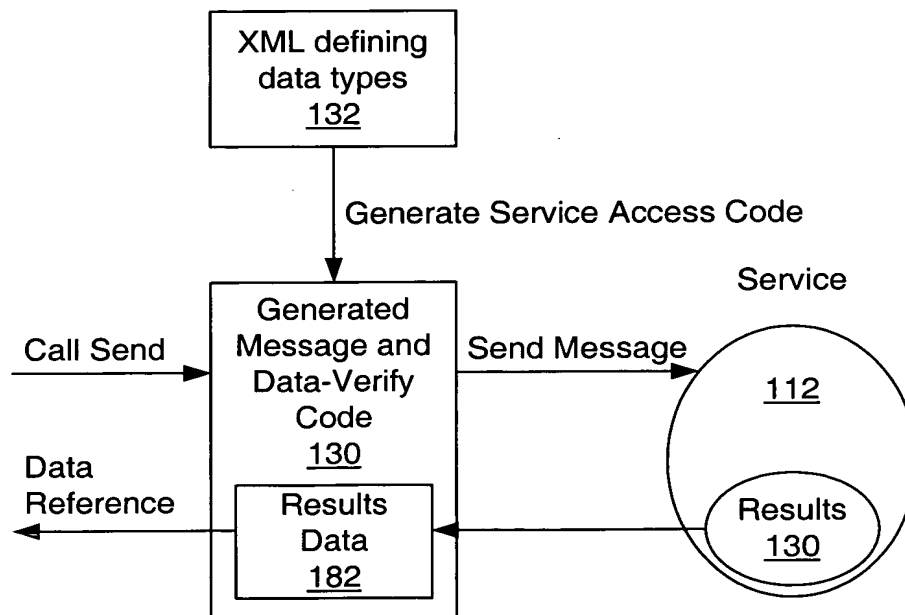 XML defining
data types
132
Generate Service Access Code
Service
Call Send
Generated
Message and
Data-Verify
Code
130
Send Message
112
Data
Reference
Results
Data
182
Results
130